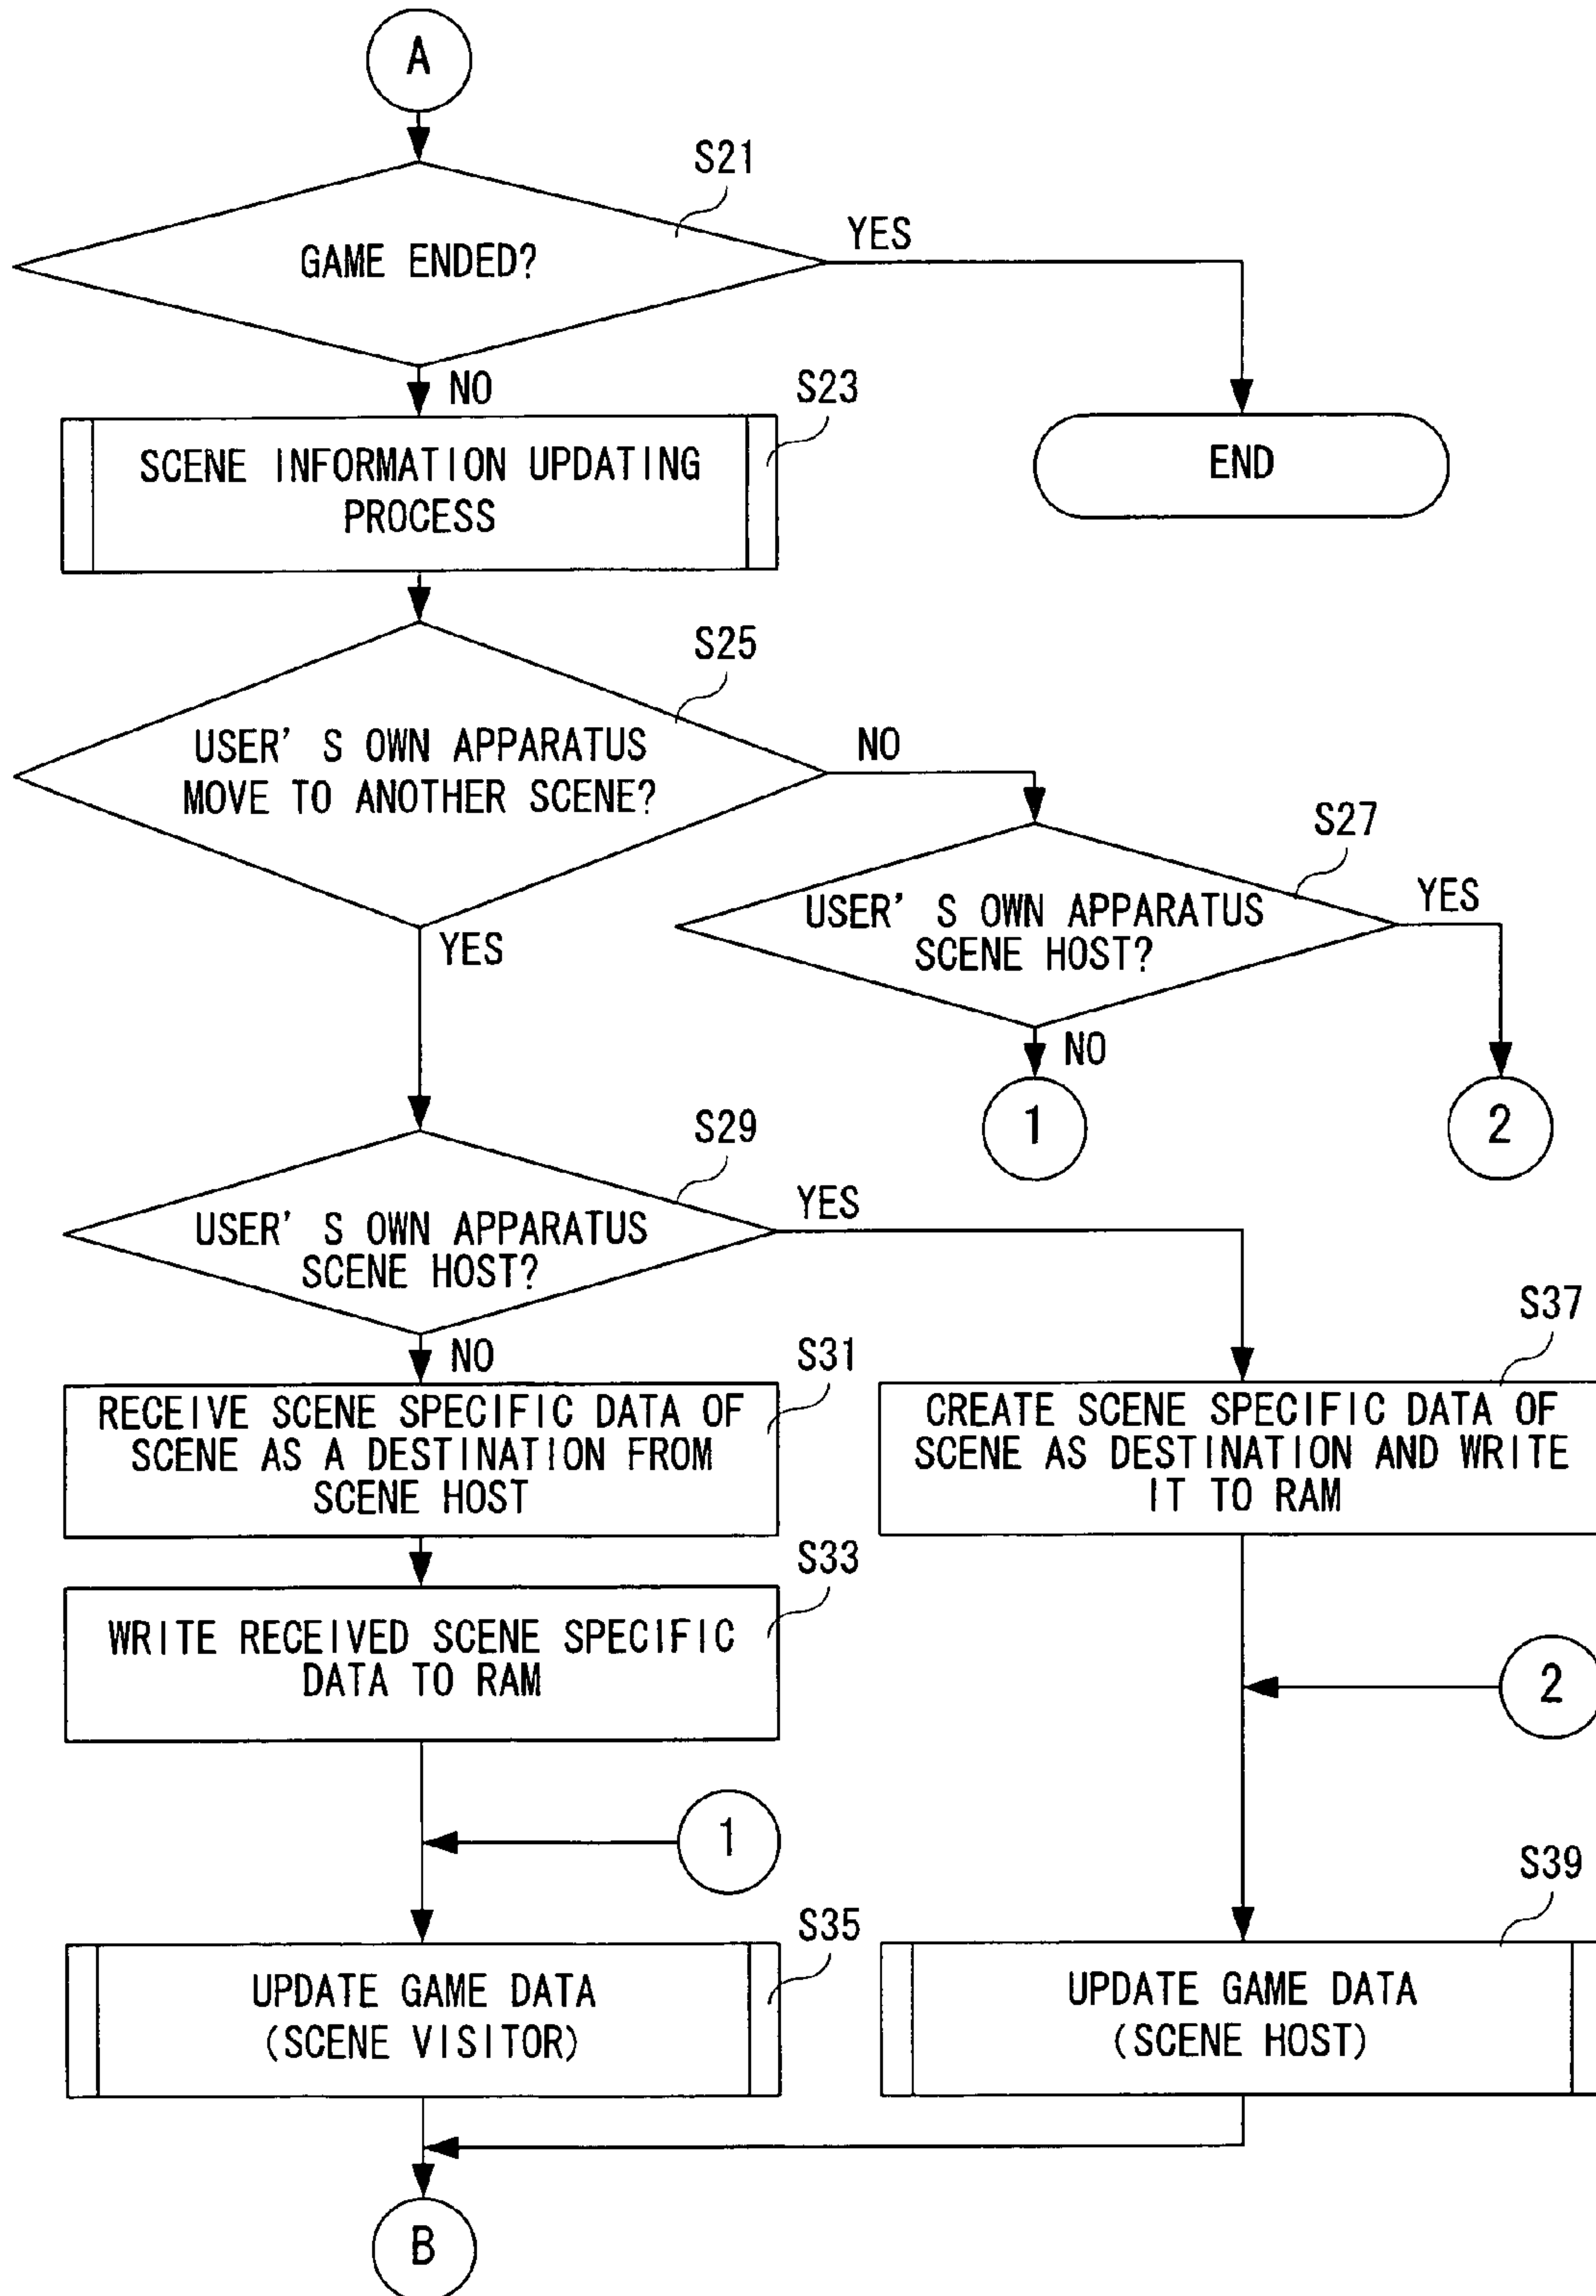 A
S21
GAME ENDED?
YES
NO
S23
SCENE INFORMATION UPDATING
PROCESS
END
S25
USER'S OWN APPARATUS
MOVE TO ANOTHER SCENE?
NO
YES
S27
USER'S OWN APPARATUS
SCENE HOST?
YES
NO
1
2
S29
USER'S OWN APPARATUS
SCENE HOST?
YES
NO
S31
RECEIVE SCENE SPECIFIC DATA OF
SCENE AS A DESTINATION FROM
SCENE HOST
S37
CREATE SCENE SPECIFIC DATA OF
SCENE AS DESTINATION AND WRITE
IT TO RAM
S33
WRITE RECEIVED SCENE SPECIFIC
DATA TO RAM
2
1
S35
UPDATE GAME DATA
(SCENE VISITOR)
S39
UPDATE GAME DATA
(SCENE HOST)
B